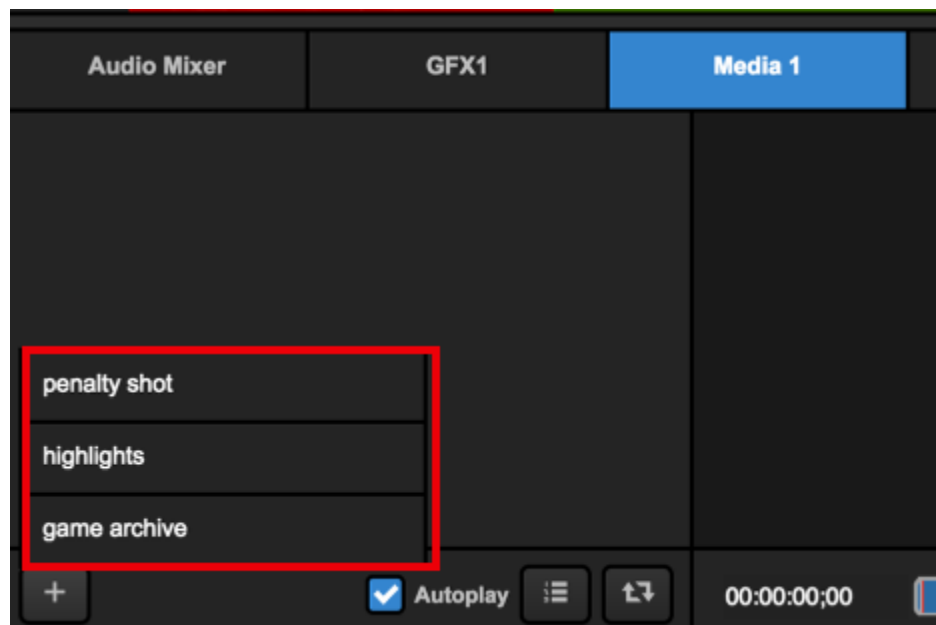 Audio Mixer GFX1 Media 1
penalty shot
highlights
game archive
+ Autoplay 00:00:00;00